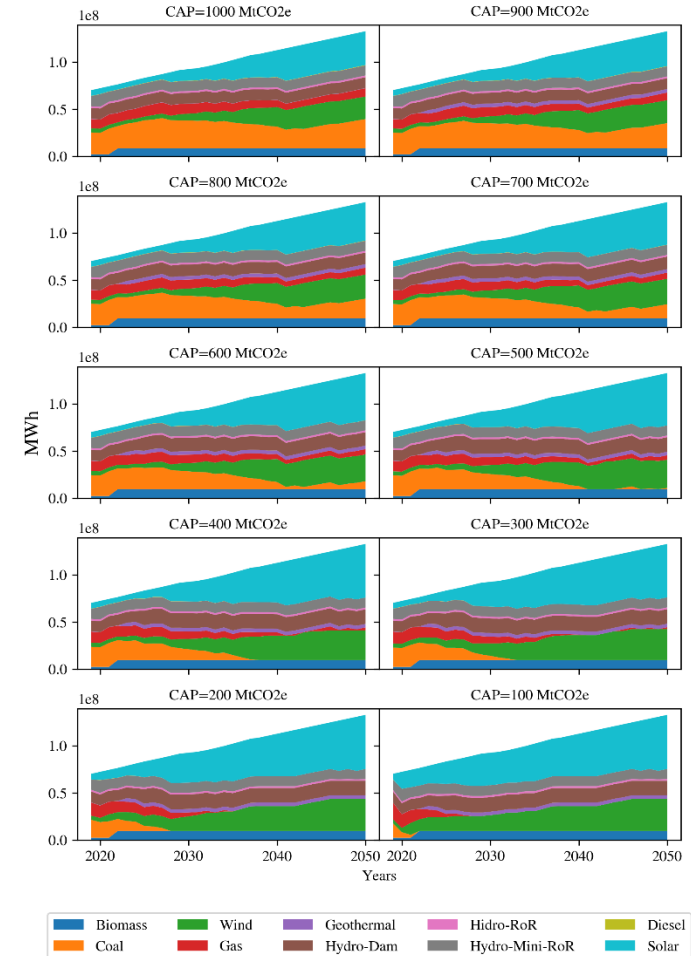 CAP=1000 MtCO2e CAP=900 MtCO2e
1e8
1.0
0.5
0.0
CAP=800 MtCO2e CAP=700 MtCO2e
1e8
1.0
0.5
0.0
CAP=600 MtCO2e CAP=500 MtCO2e
1e8
1.0
0.5
0.0
MWh
CAP=400 MtCO2e CAP=300 MtCO2e
1e8
1.0
0.5
0.0
CAP=200 MtCO2e CAP=100 MtCO2e
1e8
1.0
0.5
0.0
2020 2030 2040 2050 2020 2030 2040 2050
Years
Biomass Wind Geothermal Hidro-RoR Diesel
Coal Gas Hydro-Dam Hydro-Mini-RoR Solar